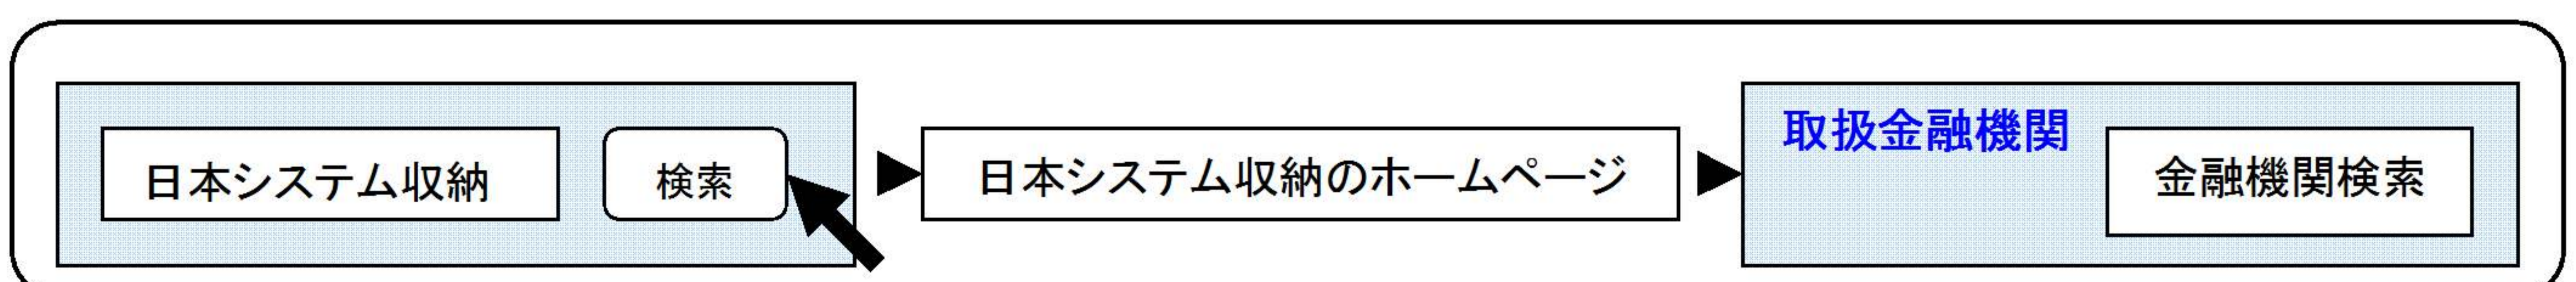 日本システム収納
検索
日本システム収納のホームページ
取扱金融機関
金融機関検索